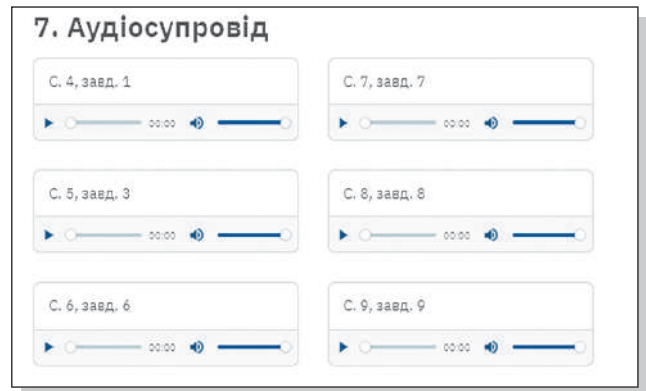 7. Аудіосупровід
С. 4, завд. 1
00:00
С. 7, завд. 7
00:00
С. 5, завд. 3
00:00
С. 8, завд. 8
00:00
С. 6, завд. 6
00:00
С. 9, завд. 9
00:00